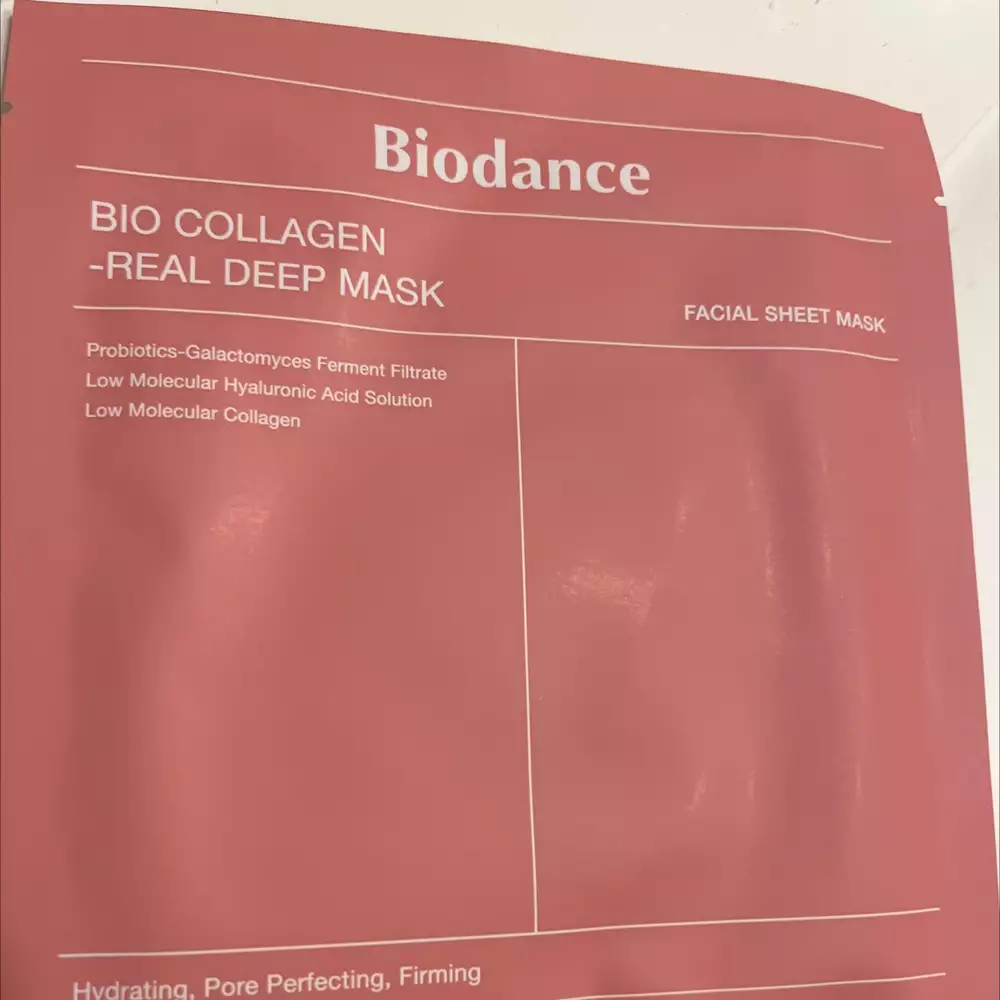 Biodance
BIO COLLAGEN
-REAL DEEP MASK
FACIAL SHEET MASK
Probiotics-Galactomyces Ferment Filtrate
Low Molecular Hyaluronic Acid Solution
Low Molecular Collagen
Hydrating, Pore Perfecting, Firming